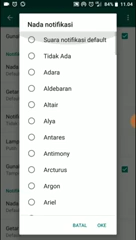 84% 11.04
Nada notifikasi
Suara notifikasi default
Tidak Ada
Adara
Aldebaran
Altair
Alya
Antares
Antimony
Arcturus
Argon
Ariel
BATAL OKE